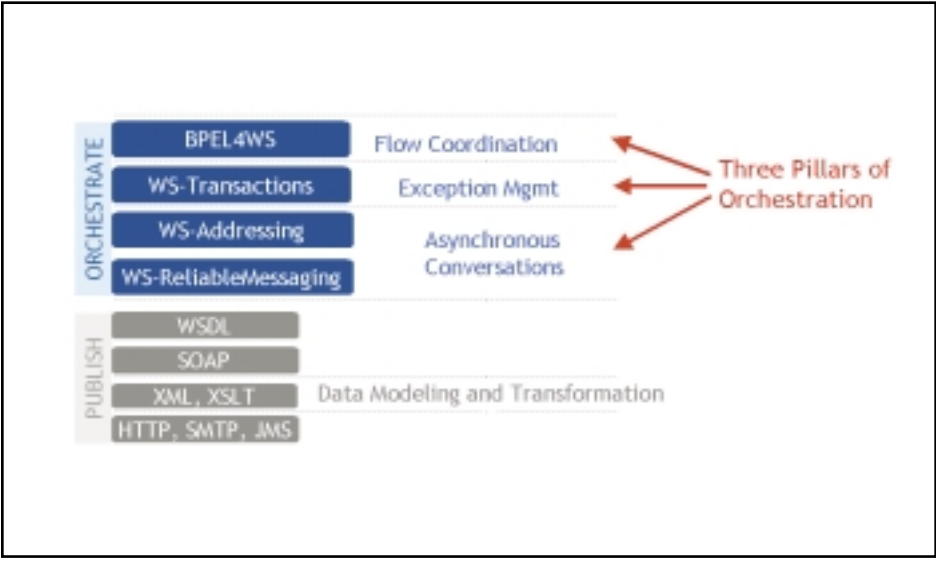 ORCHESTRATE
BPEL4WS
Flow Coordination
WS-Transactions
Exception Mgmt
WS-Addressing
Asynchronous
Conversations
WS-ReliableMessaging
Three Pillars of
Orchestration
PUBLISH
WSDL
SOAP
XML, XSLT
Data Modeling and Transformation
HTTP, SMTP, JMS